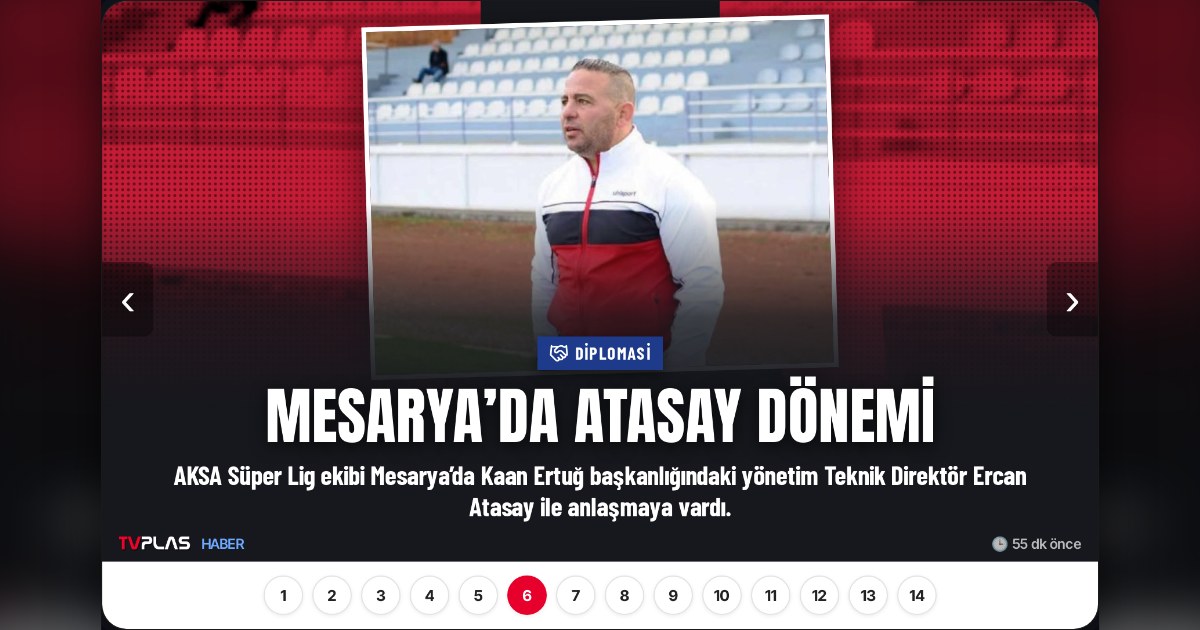 uhlsport
DİPLOMASİ
MESARYA’DA ATASAY DÖNEMİ
AKSA Süper Lig ekibi Mesarya’da Kaan Ertuğ başkanlığındaki yönetim Teknik Direktör Ercan
Atasay ile anlaşmaya vardı.
TVPLAS HABER
55 dk önce
1 2 3 4 5 6 7 8 9 10 11 12 13 14